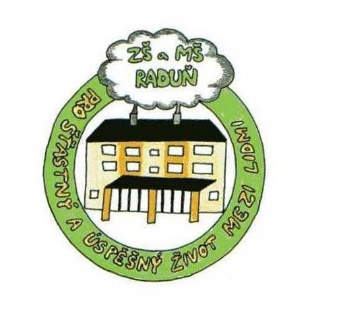 ZŠ a MŠ
RADUŇ
PRO ŠŤASTNÝ A ÚSPĚŠNÝ ŽIVOT MEZI LIDMI